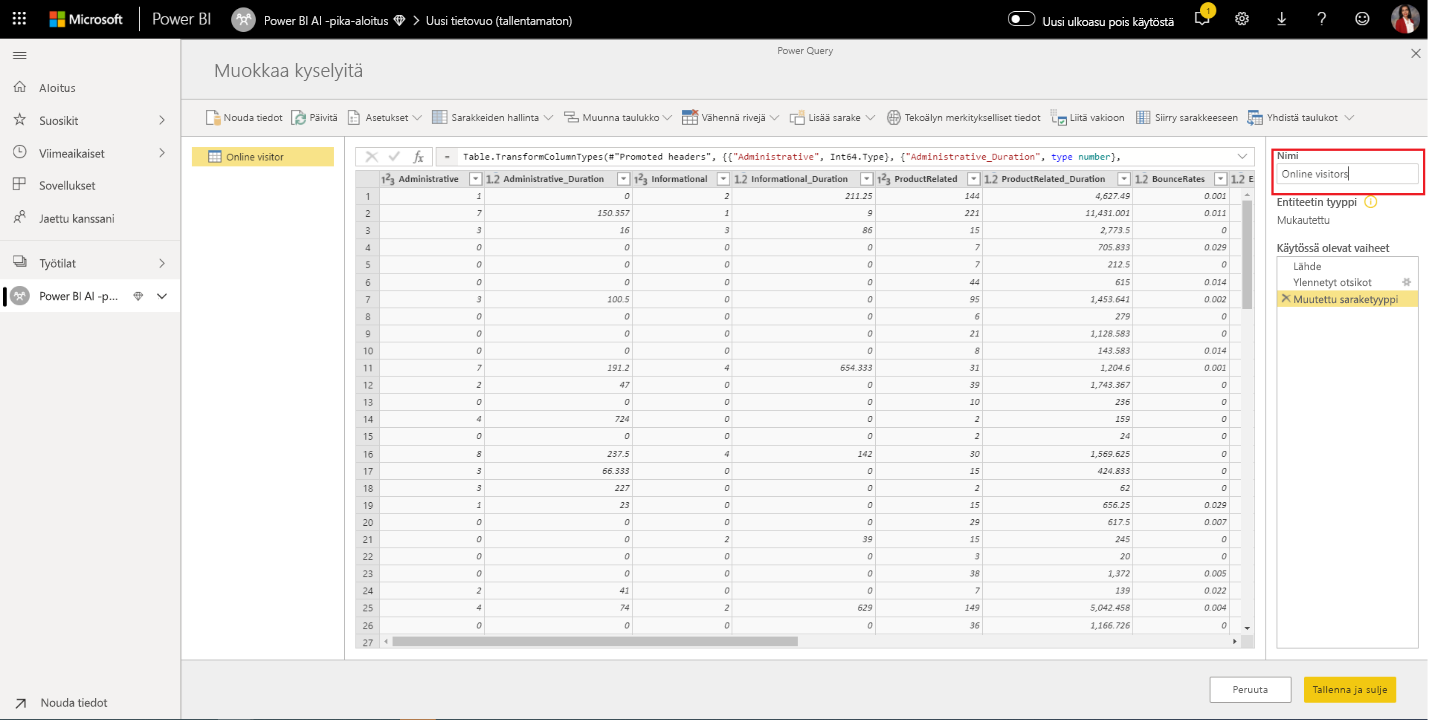 Microsoft Power BI Power BI AI -pika-aloitus > Uusi tietovuo (tallentamaton) Uusi ulkoasu pois käytöstä 1 ?
Power Query
Muokkaa kyselyitä
Aloitus
Suosikit
Viimeaikaiset
Sovellukset
Jaettu kanssani
Työtilat
Power BI AI -p...
Nouda tiedot
Nouda tiedot Päivitä Asetukset Sarakkeiden hallinta Muunna taulukko Vähennä rivejä Lisää sarake Tekoälyn merkitykselliset tiedot Liitä vakioon Siirry sarakkeeseen Yhdistä taulukot
Online visitor
fx = Table.TransformColumnTypes(#"Promoted headers", {{"Administrative", Int64.Type}, {"Administrative_Duration", type number},
1²3 Administrative 1.2 Administrative_Duration 1²3 Informational 1.2 Informational_Duration 1²3 ProductRelated 1.2 ProductRelated_Duration 1.2 BounceRates 1.2 E
1 1 0 2 211.25 144 4,627.49 0.001
2 7 150.357 1 9 221 11,431.001 0.011
3 3 16 3 86 15 2,773.5 0
4 0 0 0 0 7 705.833 0.029
5 0 0 0 0 7 212.5 0
6 0 0 0 0 44 615 0.014
7 3 100.5 0 0 95 1,453.641 0.002
8 0 0 0 0 6 279 0
9 0 0 0 0 21 1,128.583 0
10 0 0 0 0 8 143.583 0.014
11 7 191.2 4 654.333 31 1,204.6 0.001
12 2 47 0 0 39 1,743.367 0
13 0 0 0 0 10 236 0
14 4 724 0 0 2 159 0
15 0 0 0 0 2 24 0
16 8 237.5 4 142 30 1,569.625 0
17 3 66.333 0 0 15 424.833 0
18 3 227 0 0 2 62 0
19 1 23 0 0 15 656.25 0.029
20 0 0 0 0 29 617.5 0.007
21 0 0 2 39 15 245 0
22 0 0 0 0 3 20 0
23 0 0 0 0 38 1,372 0.005
24 2 41 0 0 7 139 0.022
25 4 74 2 629 149 5,042.458 0.004
26 0 0 0 0 36 1,166.726 0
27
Nimi
Online visitors
Entiteetin tyyppi
Mukautettu
Käytössä olevat vaiheet
Lähde
Ylennetyt otsikot
Muutettu saraketyyppi
Peruuta Tallenna ja sulje